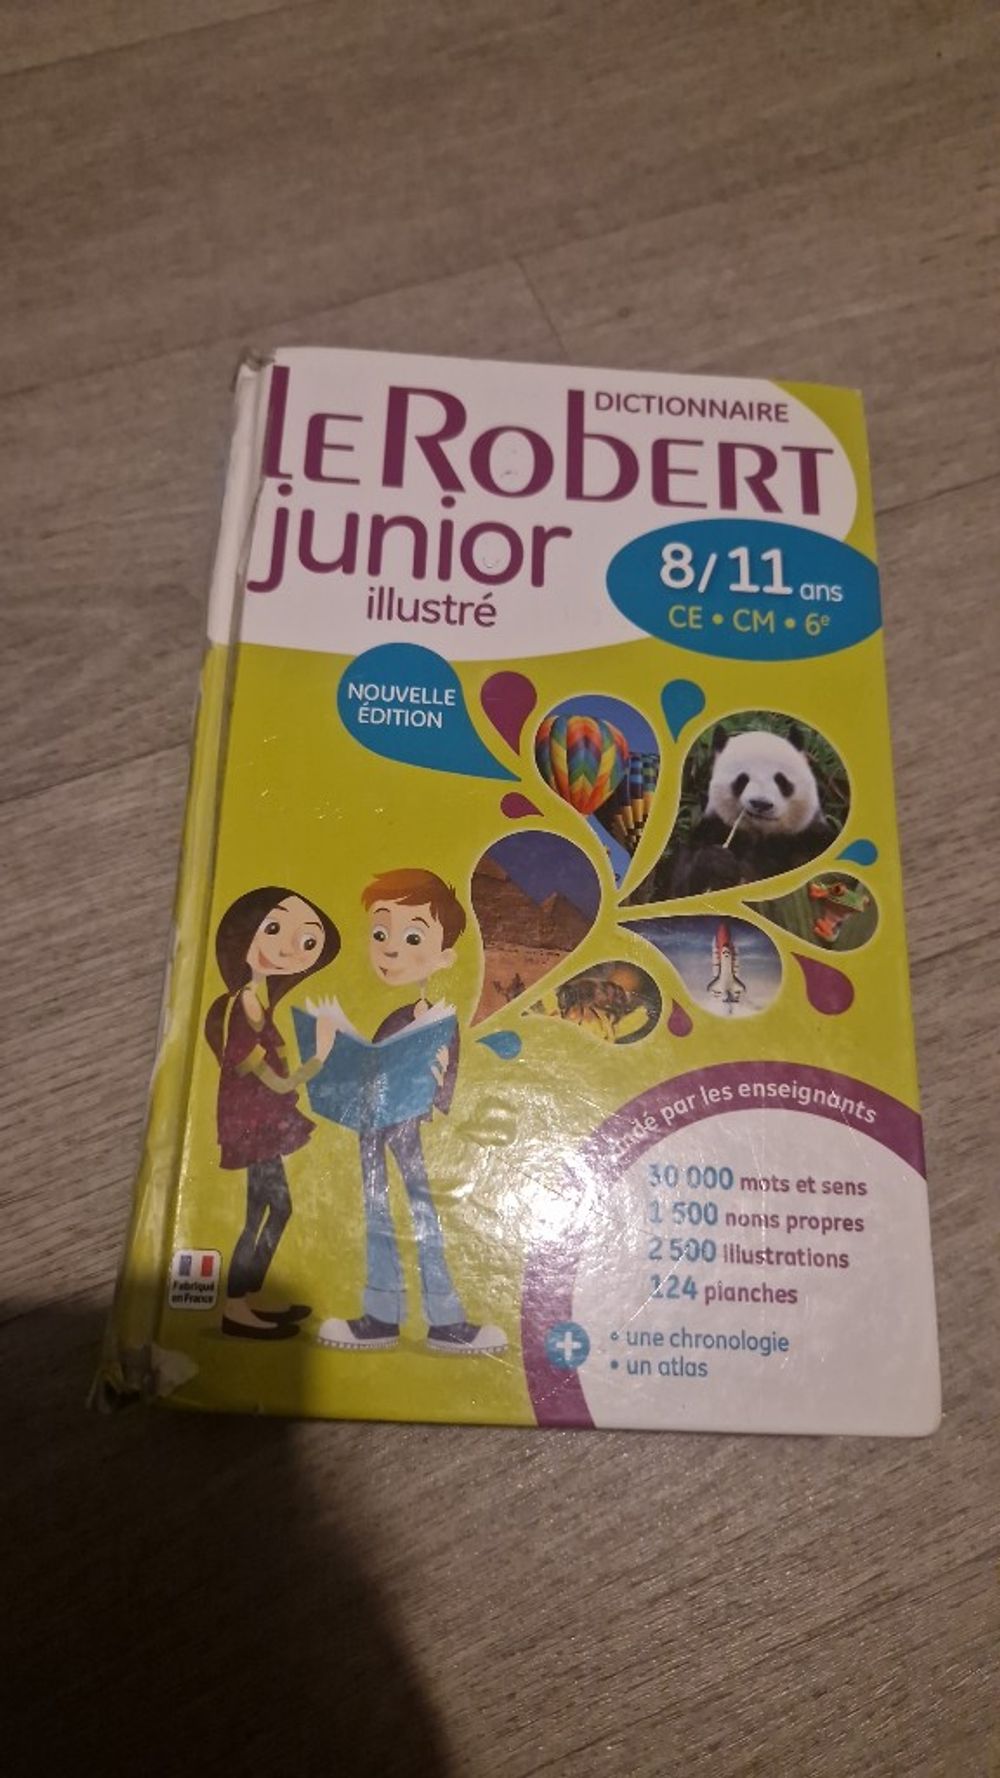 DICTIONNAIRE
LE ROBERT
junior
illustré
8/11 ans
CE • CM • 6e
NOUVELLE
ÉDITION
par les enseignants
30 000 mots et sens
1 500 noms propres
2 500 illustrations
124 planches
+ • une chronologie
• un atlas
Fabriqué
en France